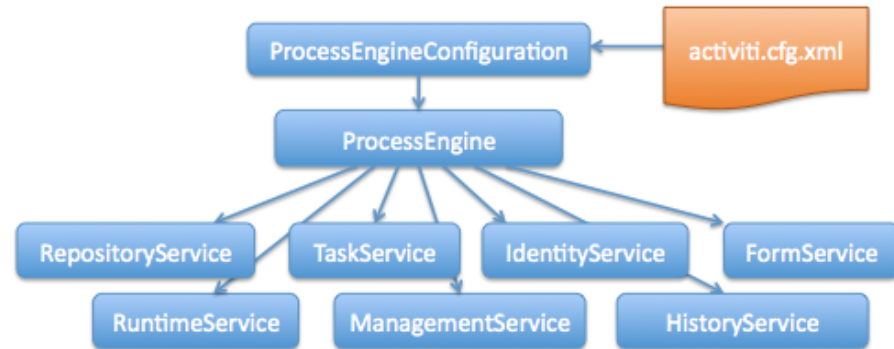 ProcessEngineConfiguration
activiti.cfg.xml
ProcessEngine
RepositoryService
TaskService
IdentityService
FormService
RuntimeService
ManagementService
HistoryService